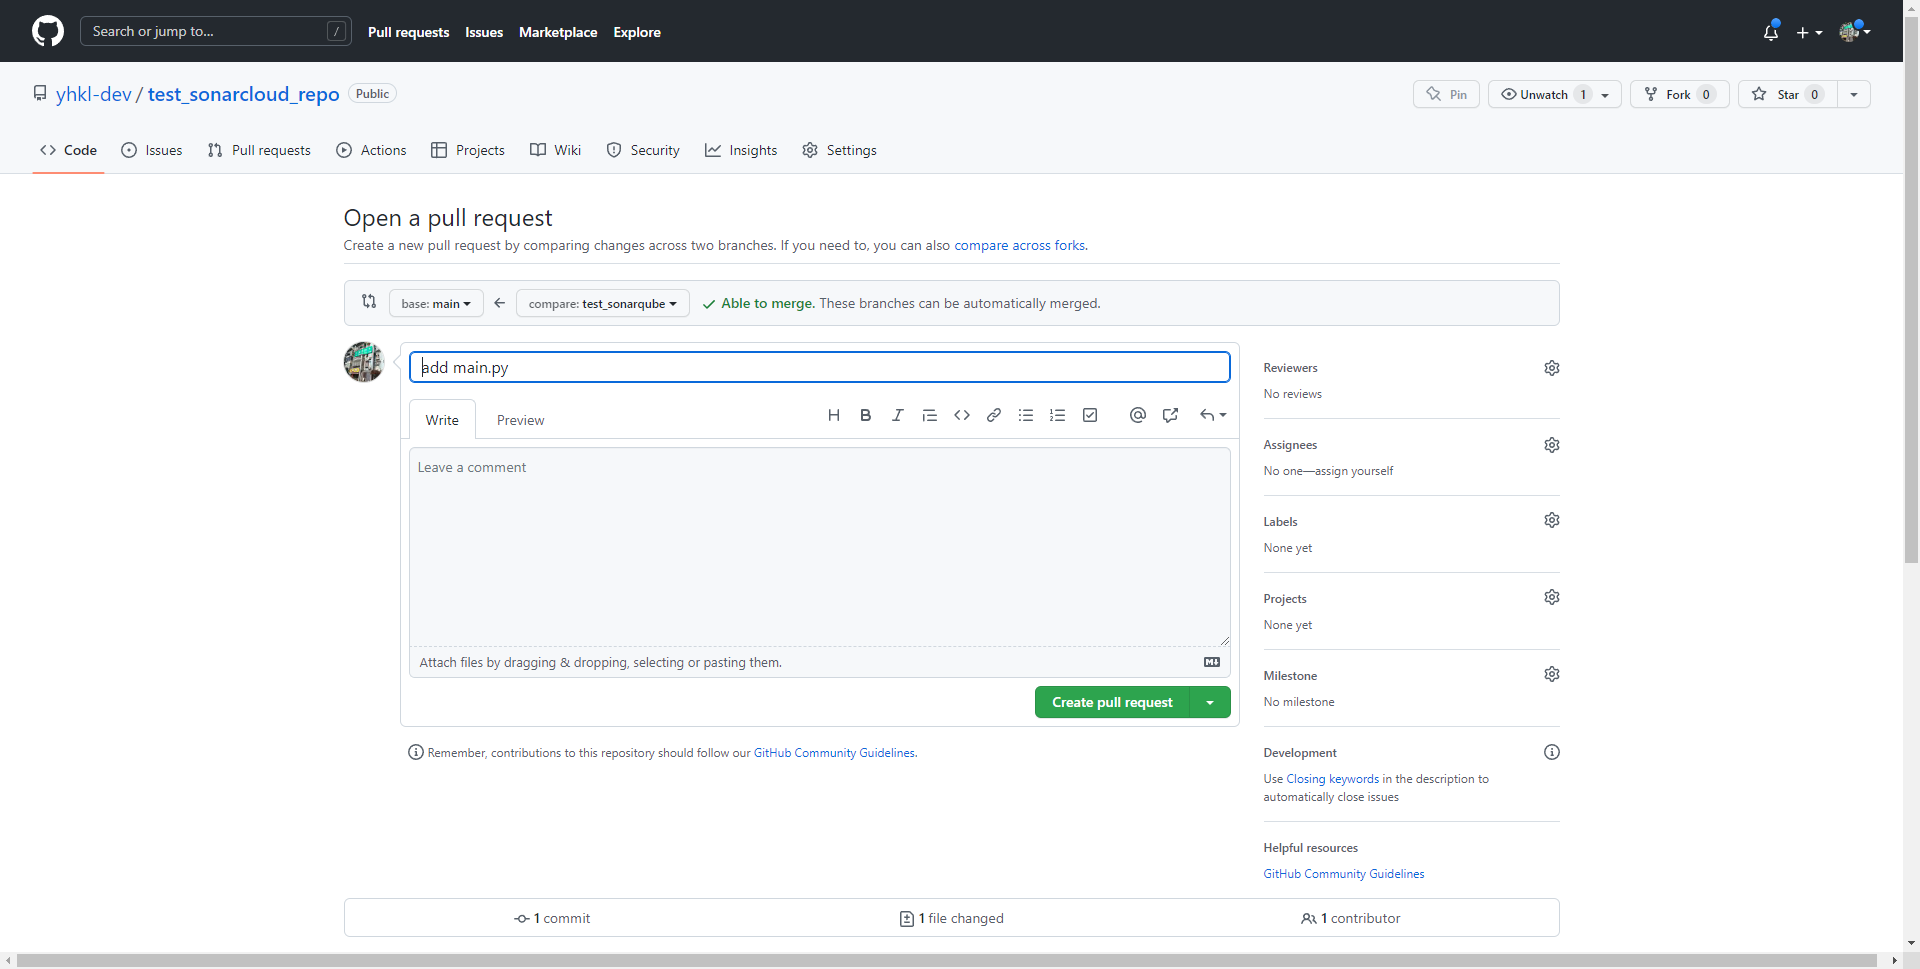 Search or jump to... /
Pull requests Issues Marketplace Explore
yhkl-dev / test_sonarcloud_repo Public
Pin Unwatch 1 Fork 0 Star 0
Code Issues Pull requests Actions Projects Wiki Security Insights Settings
Open a pull request
Create a new pull request by comparing changes across two branches. If you need to, you can also compare across forks.
base: main compare: test_sonarqube Able to merge. These branches can be automatically merged.
add main.py
Write Preview
Leave a comment
Attach files by dragging & dropping, selecting or pasting them.
Create pull request
Remember, contributions to this repository should follow our GitHub Community Guidelines.
Reviewers
No reviews
Assignees
No one—assign yourself
Labels
None yet
Projects
None yet
Milestone
No milestone
Development
Use Closing keywords in the description to
automatically close issues
Helpful resources
GitHub Community Guidelines
1 commit 1 file changed 1 contributor